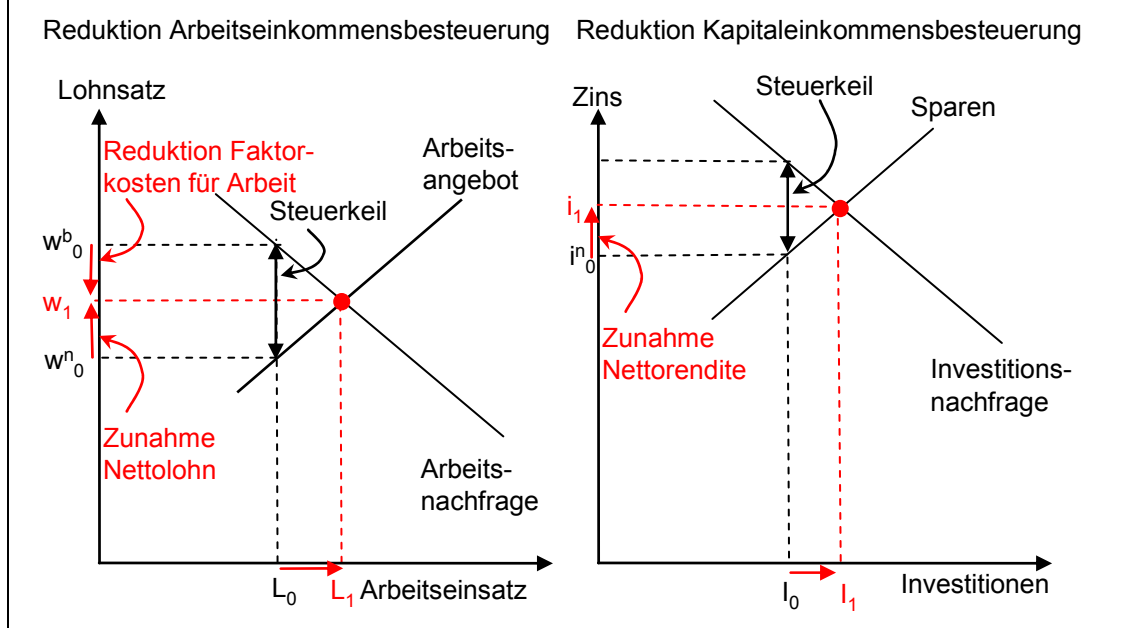 Reduktion Arbeitseinkommensbesteuerung
Lohnsatz
Reduktion Faktor-
kosten für Arbeit
Steuerkeil
Arbeits-
angebot
w^b_0
w_1
w^n_0
Zunahme
Nettolohn
Arbeits-
nachfrage
L_0
L_1
Arbeitseinsatz
Reduktion Kapitaleinkommensbesteuerung
Zins
Steuerkeil
Sparen
i_1
i^n_0
Zunahme
Nettorendite
Investitions-
nachfrage
I_0
I_1
Investitionen